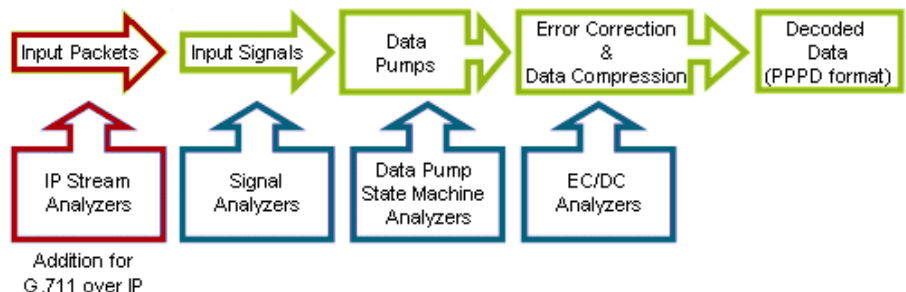 Input Packets
Input Signals
Data
Pumps
Error Correction
&
Data Compression
Decoded
Data
(PPPD format)
IP Stream
Analyzers
Signal
Analyzers
Data Pump
State Machine
Analyzers
EC/DC
Analyzers
Addition for
G.711 over IP